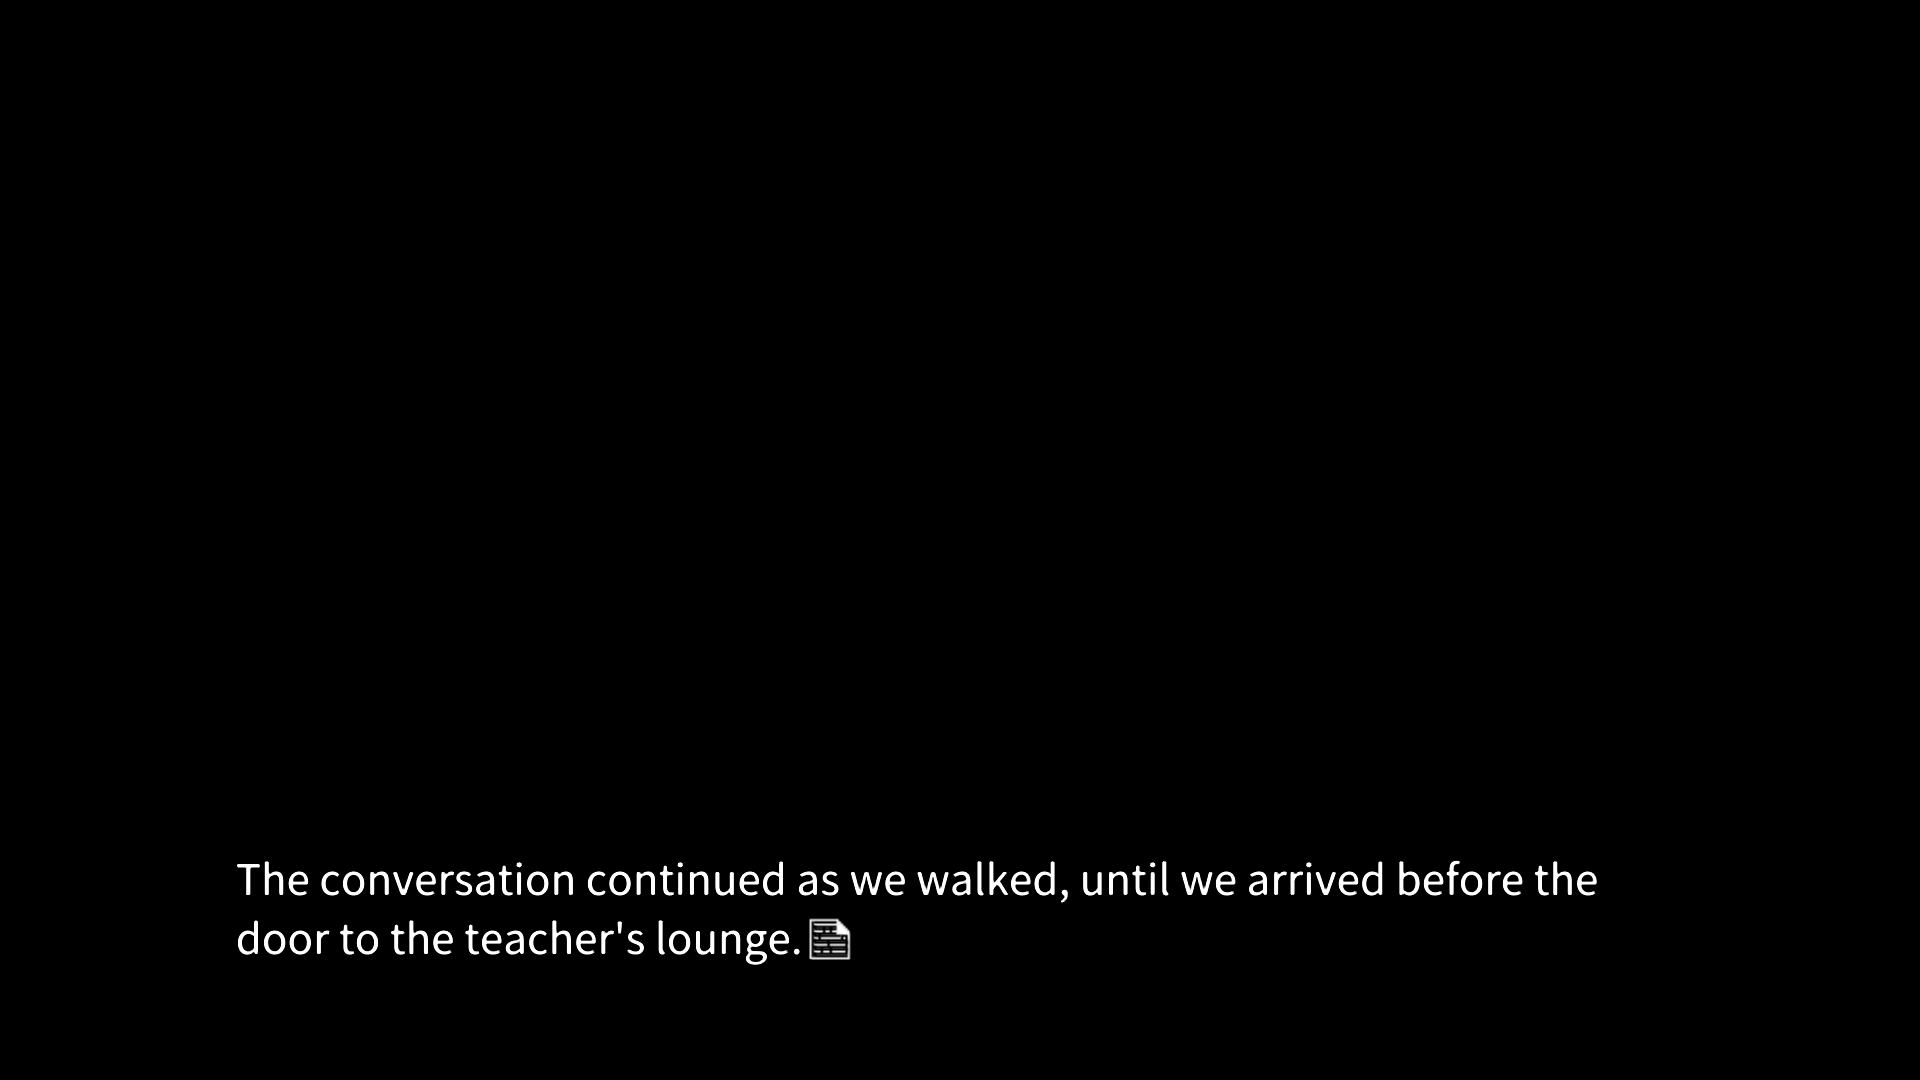 The conversation continued as we walked, until we arrived before the
door to the teacher's lounge.